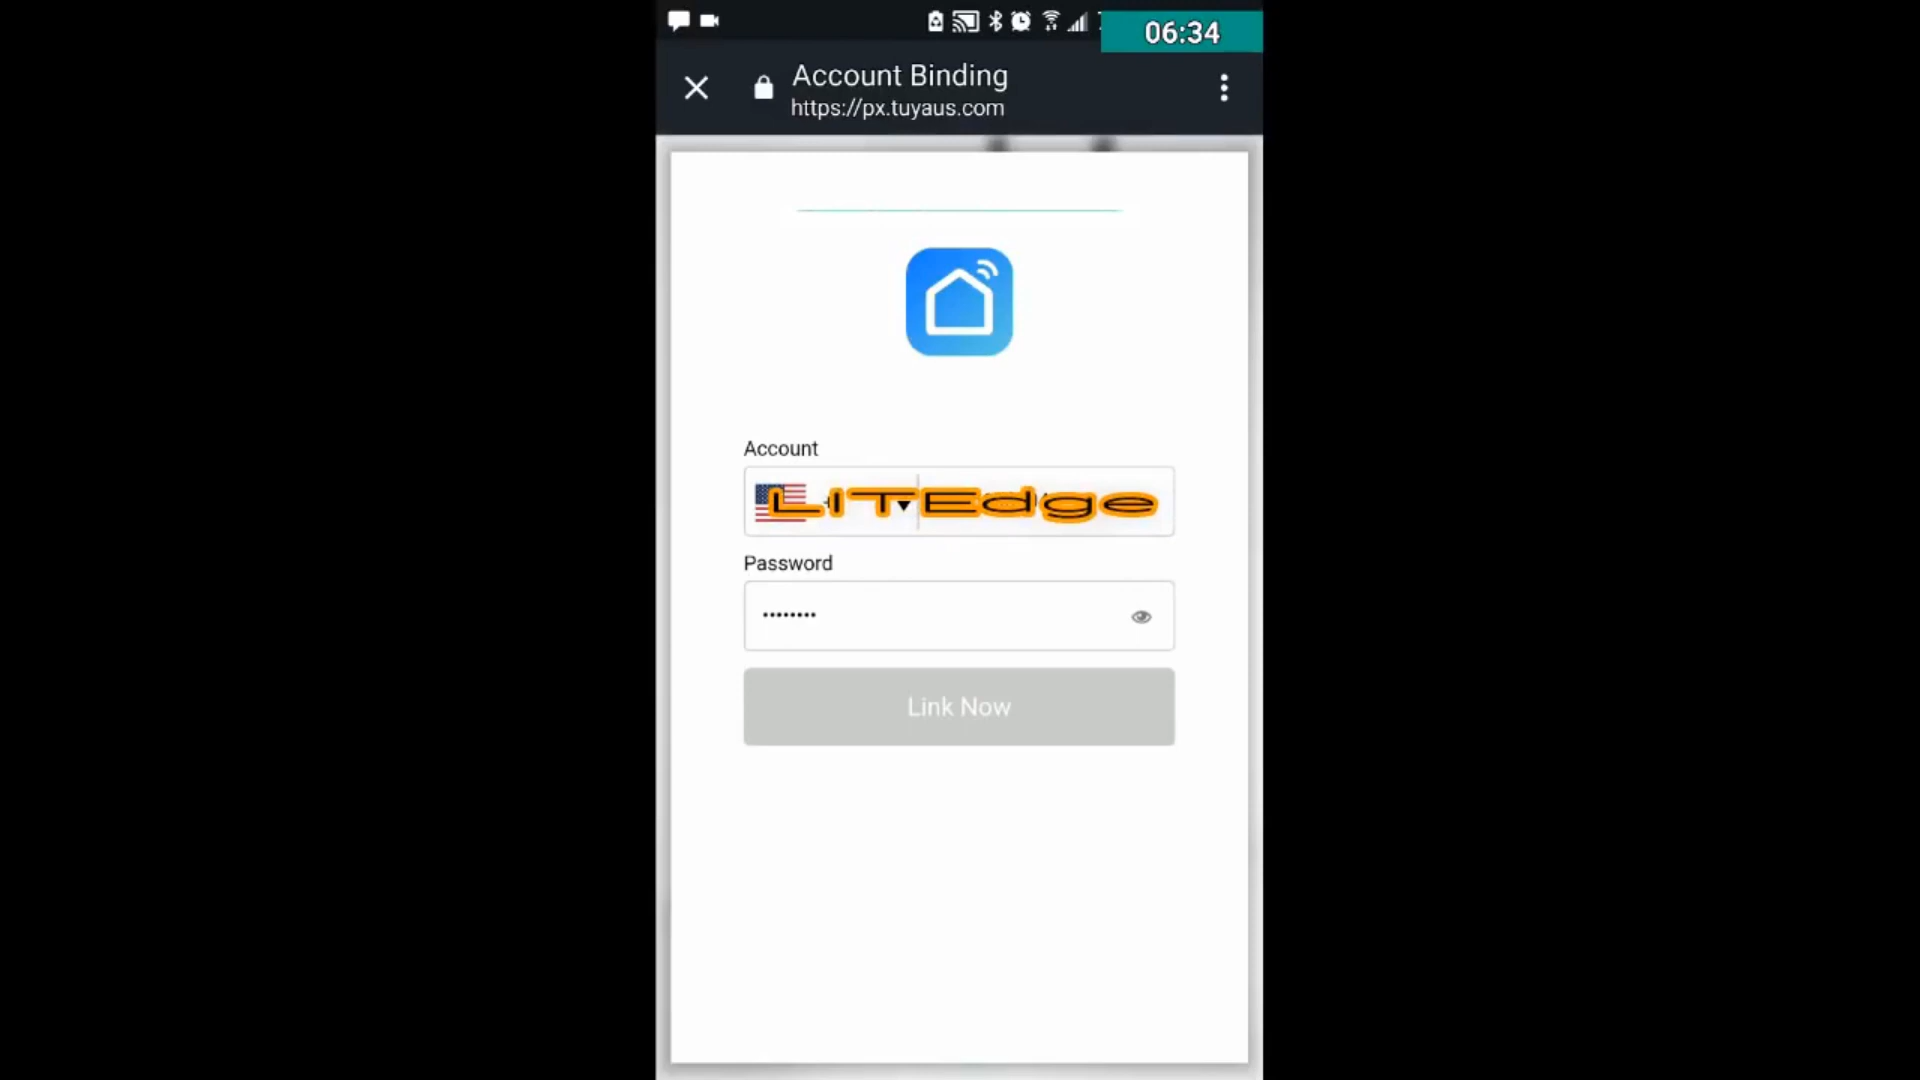 06:34
Account Binding
https://px.tuyaus.com
Account
LITEdge
Password
••••••••
Link Now